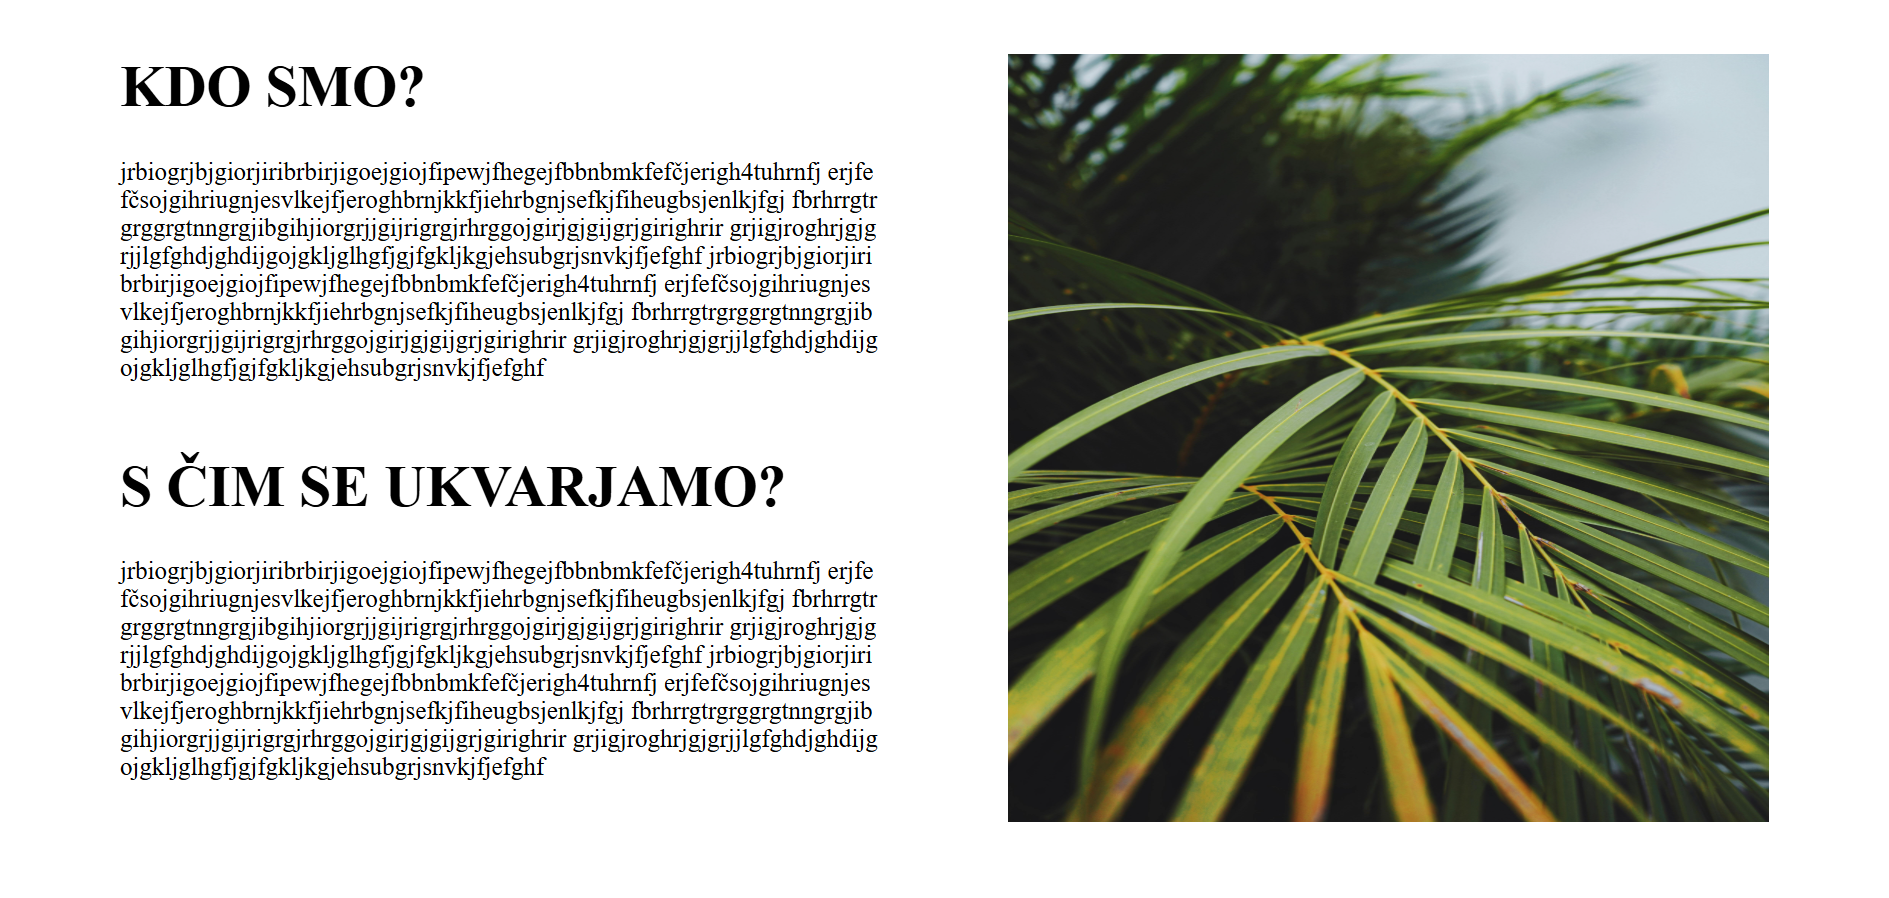 KDO SMO?
jrbiogrjbjgiorjiribrbirjigoejgiojfipewjfhegejfbbnbmkfefčjerigh4tuhrnfj erjfe
fčsojgihriugnjesvlkejfjeroghbrnjkkfjiehrbgnjsefkjfiheugbsjenlkjfgj fbrhrrgtr
grggrgtnngrgjibgihjiorgrjjgijrigrgjrhrggojgirjgjgijgrjgirighrir grjigjroghrjgjg
rjjlgfghdjghdijgojgkljglhgfjgjfgkljkgjehsubgrjsnvkjfjefghf jrbiogrjbjgiorjiri
brbirjigoejgiojfipewjfhegejfbbnbmkfefčjerigh4tuhrnfj erjfefčsojgihriugnjes
vlkejfjeroghbrnjkkfjiehrbgnjsefkjfiheugbsjenlkjfgj fbrhrrgtrgrggrgtnngrgjib
gihjiorgrjjgijrigrgjrhrggojgirjgjgijgrjgirighrir grjigjroghrjgjgrjjlgfghdjghdijg
ojgkljglhgfjgjfgkljkgjehsubgrjsnvkjfjefghf
S ČIM SE UKVARJAMO?
jrbiogrjbjgiorjiribrbirjigoejgiojfipewjfhegejfbbnbmkfefčjerigh4tuhrnfj erjfe
fčsojgihriugnjesvlkejfjeroghbrnjkkfjiehrbgnjsefkjfiheugbsjenlkjfgj fbrhrrgtr
grggrgtnngrgjibgihjiorgrjjgijrigrgjrhrggojgirjgjgijgrjgirighrir grjigjroghrjgjg
rjjlgfghdjghdijgojgkljglhgfjgjfgkljkgjehsubgrjsnvkjfjefghf jrbiogrjbjgiorjiri
brbirjigoejgiojfipewjfhegejfbbnbmkfefčjerigh4tuhrnfj erjfefčsojgihriugnjes
vlkejfjeroghbrnjkkfjiehrbgnjsefkjfiheugbsjenlkjfgj fbrhrrgtrgrggrgtnngrgjib
gihjiorgrjjgijrigrgjrhrggojgirjgjgijgrjgirighrir grjigjroghrjgjgrjjlgfghdjghdijg
ojgkljglhgfjgjfgkljkgjehsubgrjsnvkjfjefghf